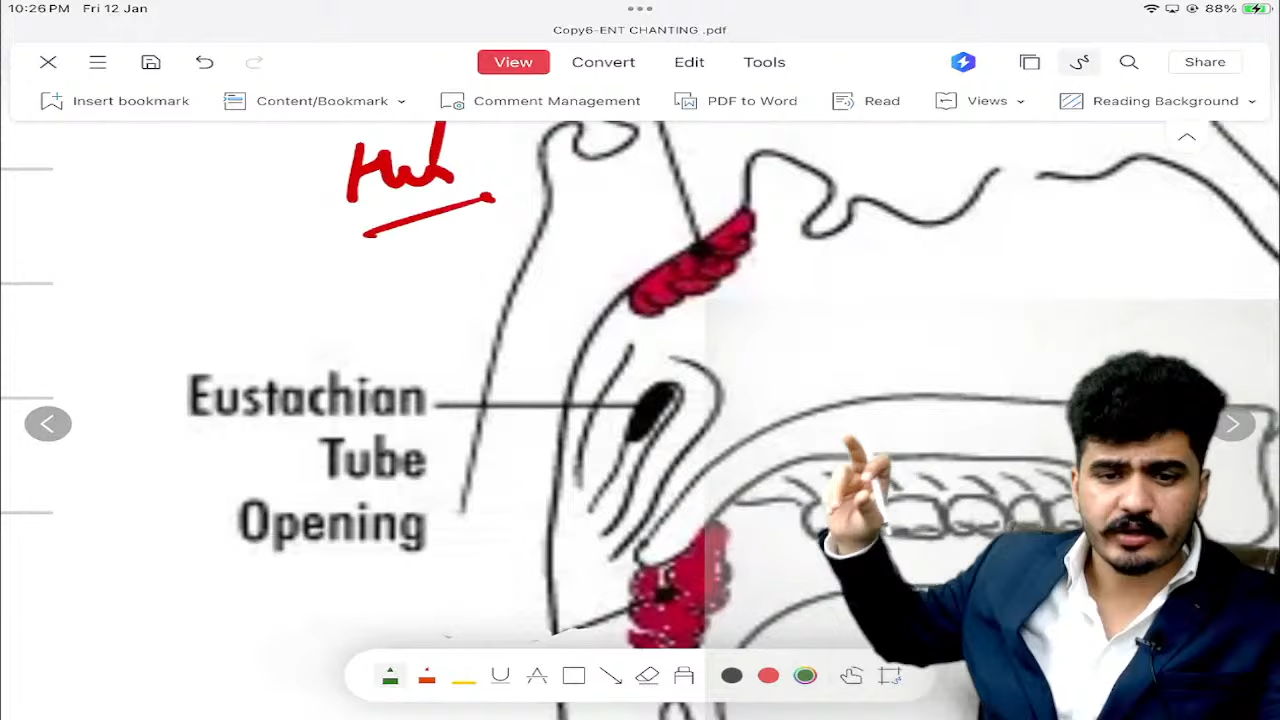 10:26 PM Fri 12 Jan
88%
Copy6-ENT CHANTING .pdf
View Convert Edit Tools
Share
Insert bookmark Content/Bookmark Comment Management PDF to Word Read Views Reading Background
Eustachian
Tube
Opening